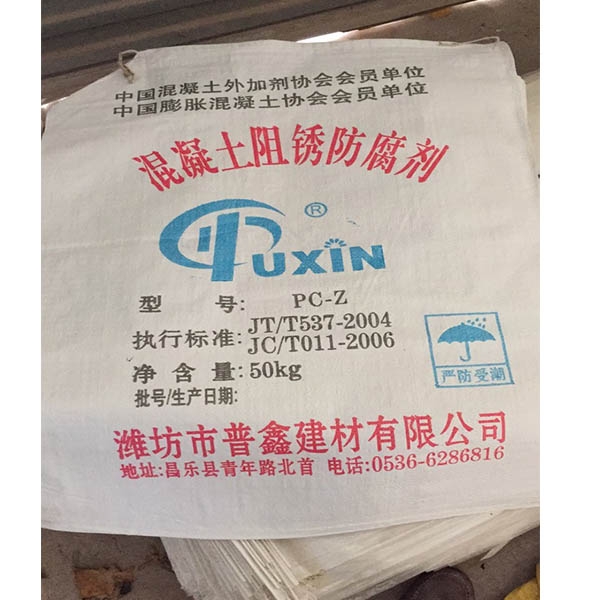 中国混凝土外加剂协会会员单位
中国膨胀混凝土协会会员单位
混凝土阻锈防腐剂
®
PUXIN
型 号: PC-Z
执行标准: JT/T537-2004
JC/T011-2006
净含量: 50kg
批号/生产日期:
严防受潮
潍坊市普鑫建材有限公司
地址:昌乐县青年路北首 电话:0536-6286816